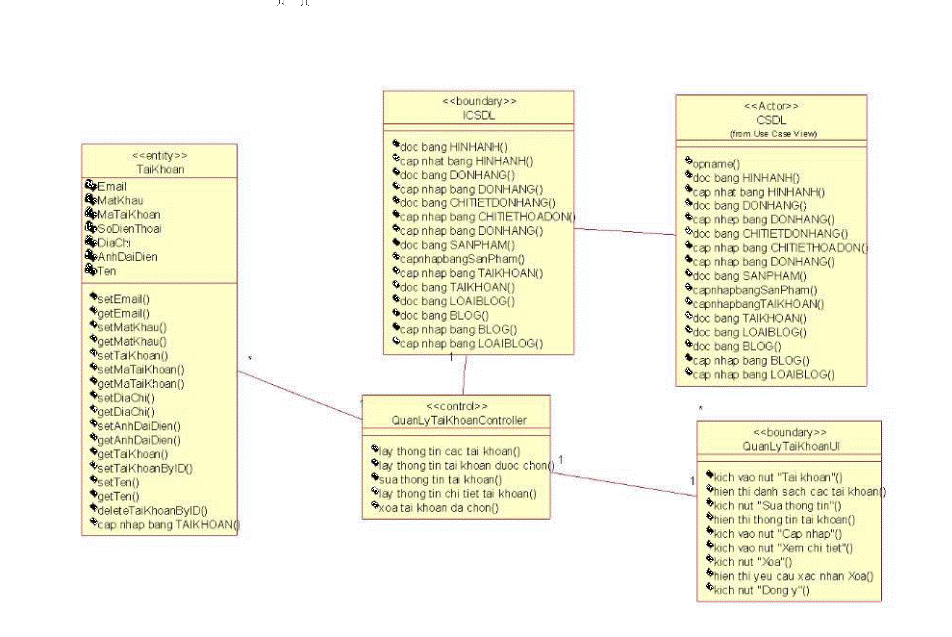 <<boundary>>
ICSDL
doc bang HINHANH()
cap nhat bang HINHANH()
doc bang DONHANG()
cap nhap bang DONHANG()
doc bang CHITIETDONHANG()
cap nhap bang CHITIETHOADON()
cap nhap bang DONHANG()
doc bang SANPHAM()
capnhapbangSanPham()
cap nhap bang TAIKHOAN()
doc bang TAIKHOAN()
doc bang LOAIBLOG()
doc bang BLOG()
cap nhap bang BLOG()
cap nhap bang LOAIBLOG()
1
<<Actor>>
CSDL
(from Use Case View)
opname()
doc bang HINHANH()
cap nhat bang HINHANH()
doc bang DONHANG()
cap nhep bang DONHANG()
doc bang CHITIETDONHANG()
cap nhap bang CHITIETHOADON()
cap nhap bang DONHANG()
doc bang SANPHAM()
capnhapbangSanPham()
capnhapbangTAIKHOAN()
doc bang TAIKHOAN()
doc bang LOAIBLOG()
doc bang BLOG()
cap nhap bang BLOG()
cap nhap bang LOAIBLOG()
<<entity>>
TaiKhoan
Email
MatKhau
MaTaiKhoan
SoDienThoai
DiaChi
AnhDaiDien
Ten
setEmail()
getEmail()
setMatKhau()
getMatKhau()
setTaiKhoan()
setMaTaiKhoan()
getMaTaiKhoan()
setDiaChi()
getDiaChi()
setAnhDaiDien()
getAnhDaiDien()
getTaiKhoan()
setTaiKhoanByID()
setTen()
getTen()
deleteTaiKhoanByID()
cap nhap bang TAIKHOAN()
*
<<control>>
QuanLyTaiKhoanController
lay thong tin cac tai khoan()
lay thong tin tai khoan duoc chon()
sua thong tin tai khoan()
lay thong tin chi tiet tai khoan()
xoa tai khoan da chon()
1
1
*
<<boundary>>
QuanLyTaiKhoanUI
kich vao nut "Tai khoan"()
hien thi danh sach cac tai khoan()
kich nut "Sua thong tin"()
hien thi thong tin tai khoan()
kich vao nut "Cap nhap"()
kich vao nut "Xem chi tiet"()
kich nut "Xoa"()
hien thi yeu cau xac nhan Xoa()
kich nut "Dong y"()